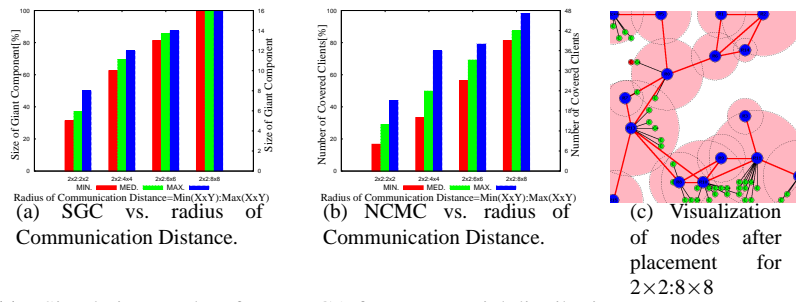 100
80
60
40
20
0
Size of Giant Component[%]
16
14
12
10
8
6
4
2
0
Size of Giant Component
2x2:2x2 2x2:4x4 2x2:6x6 2x2:8x8
MIN. MED. MAX.
Radius of Communication Distance=Min(XxY):Max(XxY)
(a) SGC vs. radius of
Communication Distance.
100
80
60
40
20
0
Number of Covered Clients[%]
48
42
36
30
24
18
12
6
0
Number of Covered Clients
2x2:2x2 2x2:4x4 2x2:6x6 2x2:8x8
MIN. MED. MAX.
Radius of Communication Distance=Min(XxY):Max(XxY)
(b) NCMC vs. radius of
Communication Distance.
(c) Visualization
of nodes after
placement for
2×2:8×8